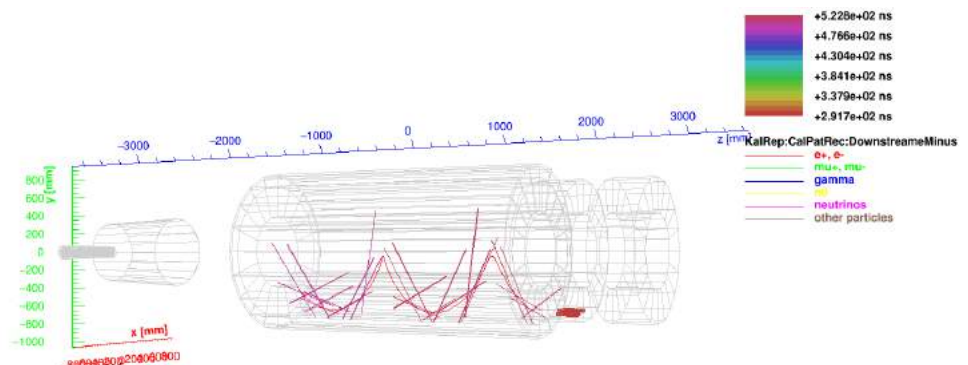 +5.228e+02 ns
+4.766e+02 ns
+4.304e+02 ns
+3.841e+02 ns
+3.379e+02 ns
+2.917e+02 ns
KalRep:CalPatRec:DownstreameMinus
e+, e-
mu+, mu-
gamma
neutrinos
other particles
-3000
-2000
-1000
0
1000
2000
3000
z [mm]
y [mm]
800
600
400
200
0
-200
-400
-600
-800
-1000
x [mm]